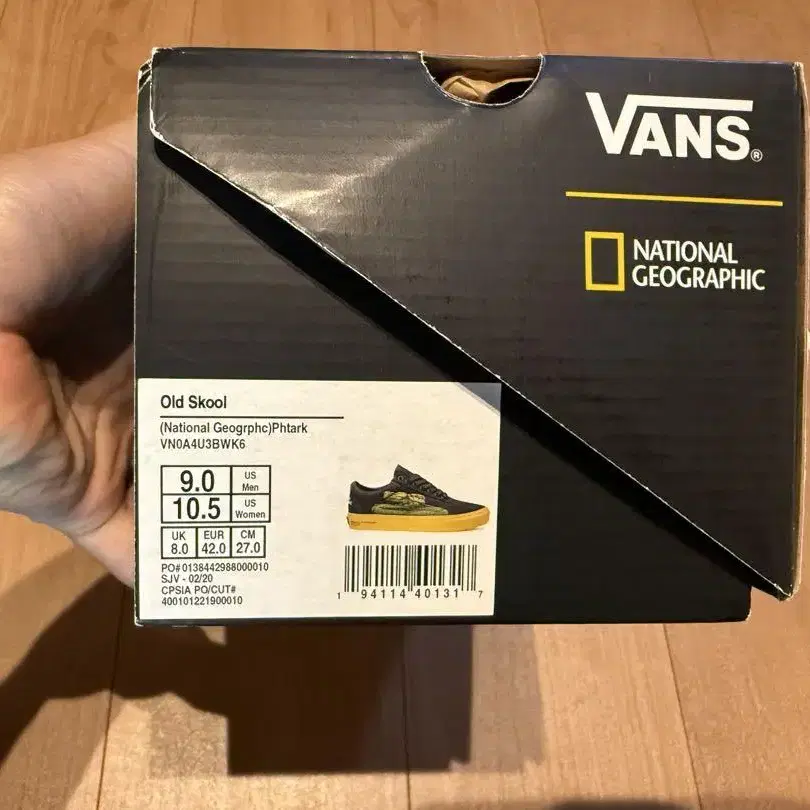 VANS®
NATIONAL
GEOGRAPHIC
Old Skool
(National Geogrphc)Phtark
VN0A4U3BWK6
9.0 US Men
10.5 US Women
UK 8.0 EUR 42.0 CM 27.0
PO# 0138442988000010
SJV - 02/20
CPSIA PO/CUT#
400101221900010
1 94114 40131 7